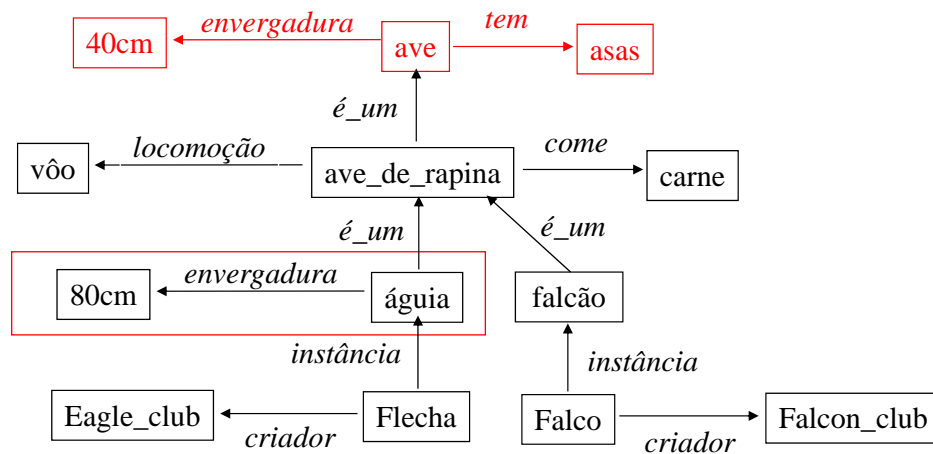 40cm envergadura ave tem asas
é_um
vôo locomoção ave_de_rapina come carne
é_um é_um
80cm envergadura águia falcão
instância instância
Eagle_club criador Flecha Falco criador Falcon_club